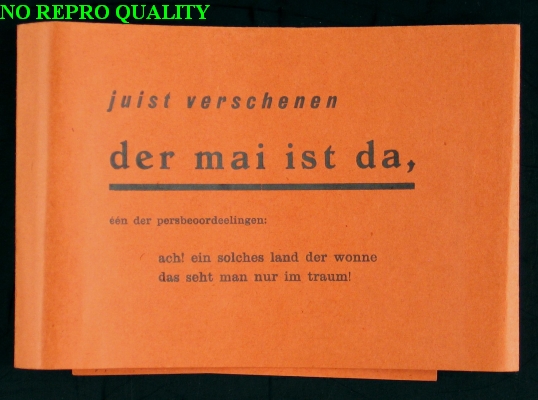 NO REPRO QUALITY
juist verschenen
der mai ist da,
één der persbeoordeelingen:
ach! ein solches land der wonne
das seht man nur im traum!